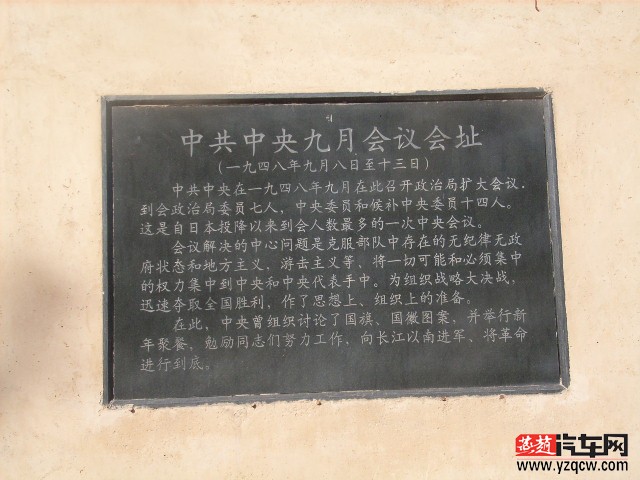 中共中央九月会议会址
(一九四八年九月八日至十三日)
中共中央在一九四八年九月在此召开政治局扩大会议.
到会政治局委员七人，中央委员和候补中央委员十四人。
这是自日本投降以来到会人数最多的一次中央会议。
会议解决的中心问题是克服部队中存在的无纪律无政
府状态和地方主义，游击主义等、将一切可能和必须集中
的权力集中到中央和中央代表手中。为组织战略大决战，
迅速夺取全国胜利，作了思想上、组织上的准备。
在此，中央曾组织讨论了国旗、国徽图案、并举行新
年聚餐、勉励同志们努力工作、向长江以南进军、将革命
进行到底。
燕赵汽车网
www.yzqcw.com